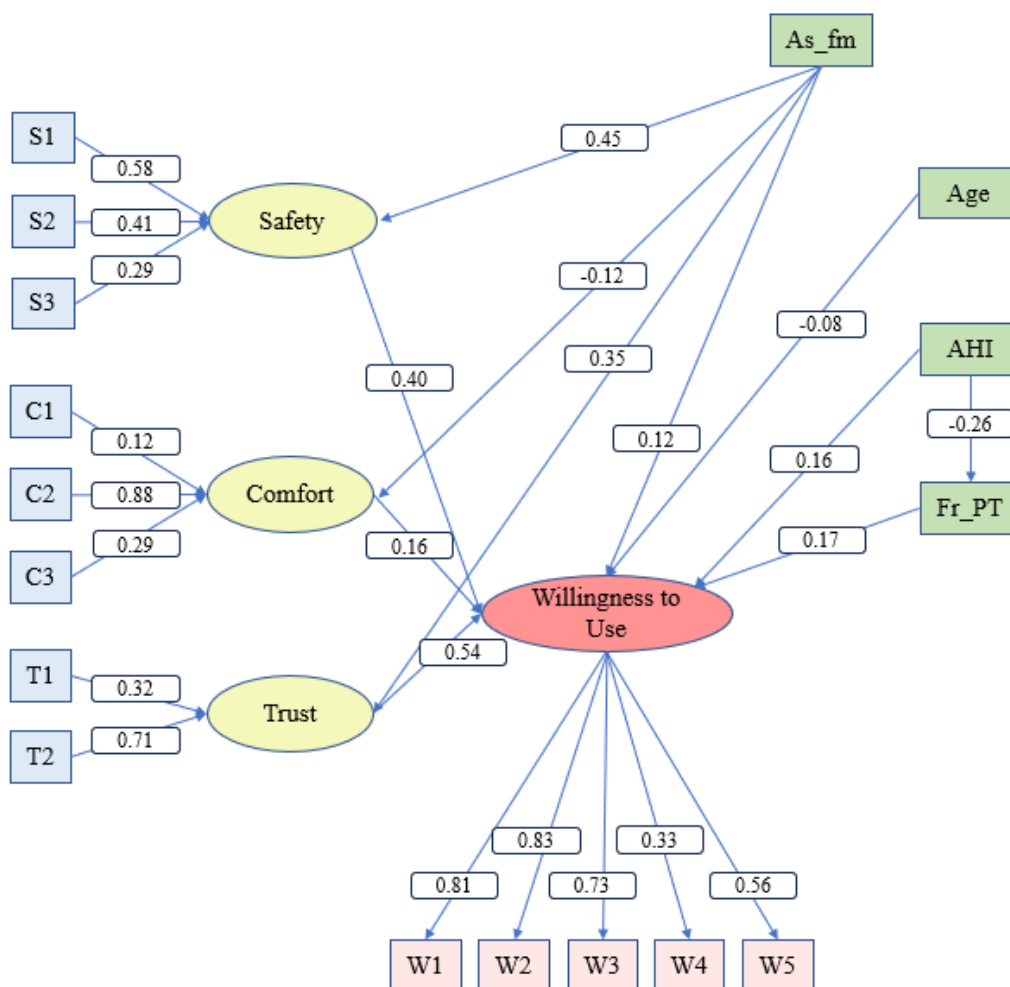 As_fm
S1
0.58
0.45
S2
0.41
Safety
Age
S3
0.29
-0.12
-0.08
0.35
AHI
C1
0.40
0.12
-0.26
0.12
0.16
C2
0.88
Comfort
Fr_PT
C3
0.29
0.16
0.17
Willingness to
Use
T1
0.32
0.54
Trust
T2
0.71
0.83
0.33
0.81
0.73
0.56
W1
W2
W3
W4
W5